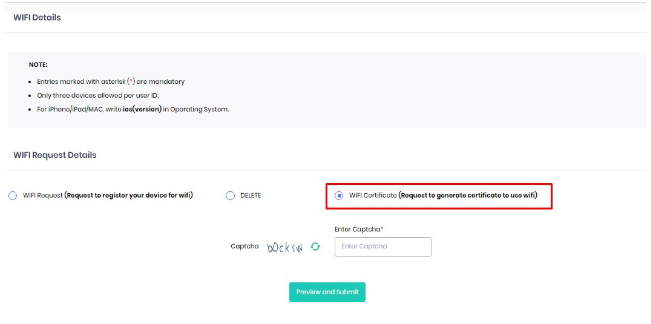 WIFI Details
NOTE:
Entries marked with asterisk (*) are mandatory
Only three devices allowed per user ID.
For iPhone/iPad/MAC, write ios(version) in Operating System.
WIFI Request Details
WIFI Request (Request to register your device for wifi) DELETE WIFI Certificate (Request to generate certificate to use wifi)
Enter Captcha*
Captcha Enter Captcha
Preview and Submit